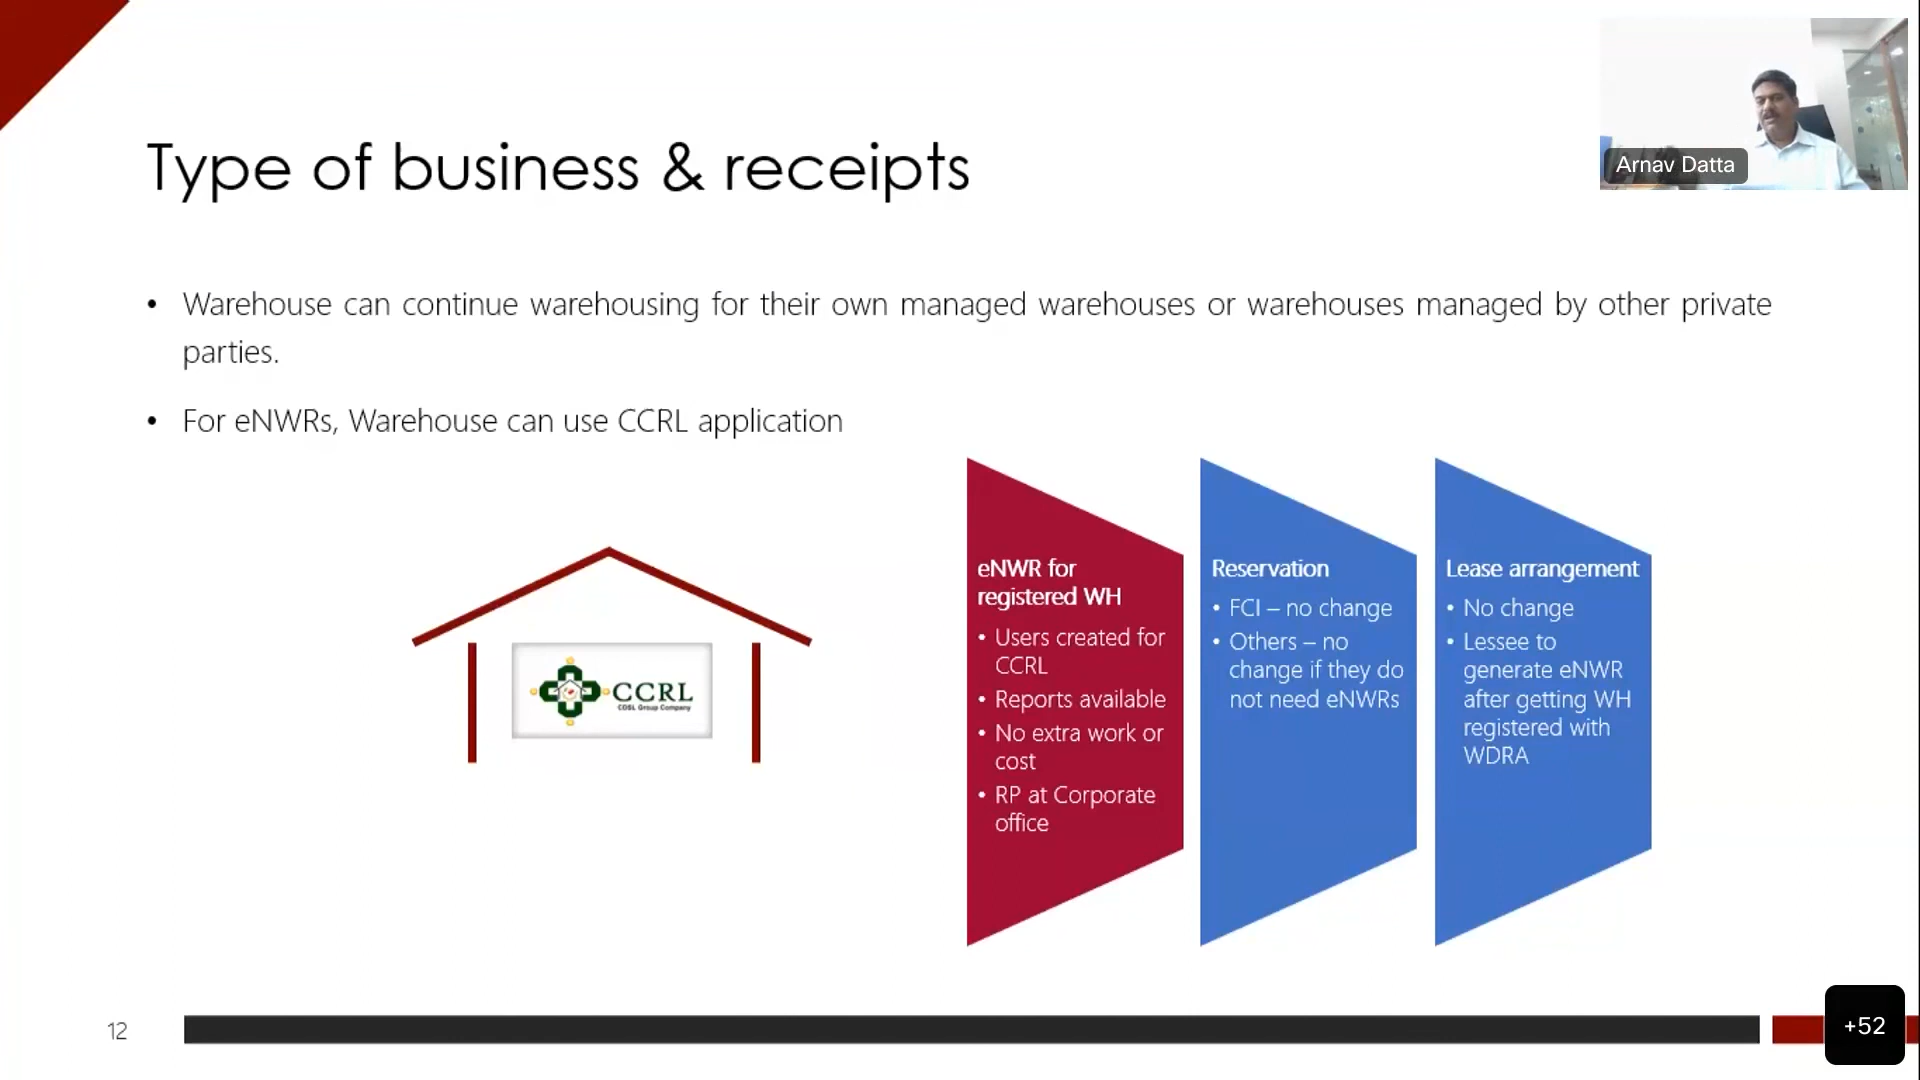 Arnav Datta
Type of business & receipts
• Warehouse can continue warehousing for their own managed warehouses or warehouses managed by other private
parties.
• For eNWRs, Warehouse can use CCRL application
CCRL
CDSL Group Company
eNWR for
registered WH
• Users created for
CCRL
• Reports available
• No extra work or
cost
• RP at Corporate
office
Reservation
• FCI – no change
• Others – no
change if they do
not need eNWRs
Lease arrangement
• No change
• Lessee to
generate eNWR
after getting WH
registered with
WDRA
12
+52